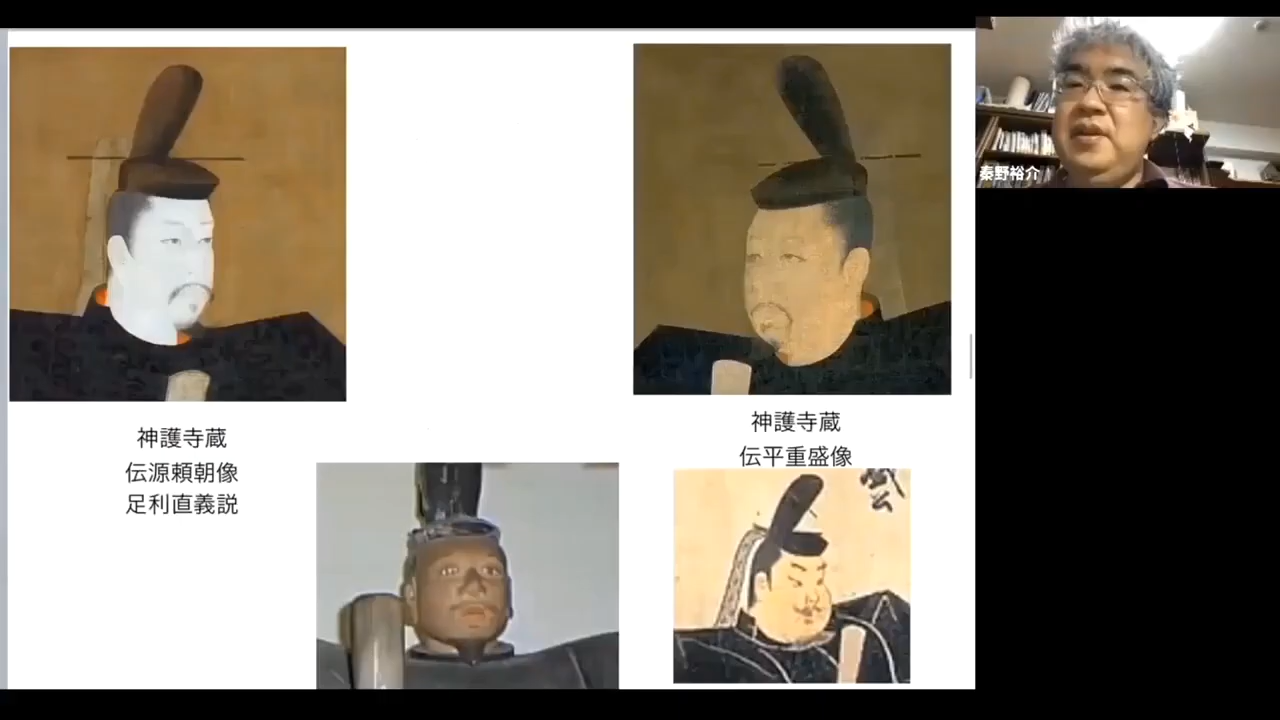 神護寺蔵
伝源頼朝像
足利直義説
神護寺蔵
伝平重盛像
秦野裕介